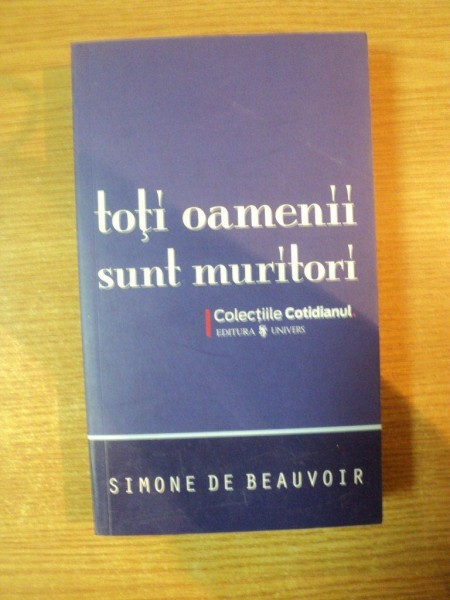 toţi oamenii
sunt muritori
Colecţiile Cotidianul.
EDITURA UNIVERS
SIMONE DE BEAUVOIR